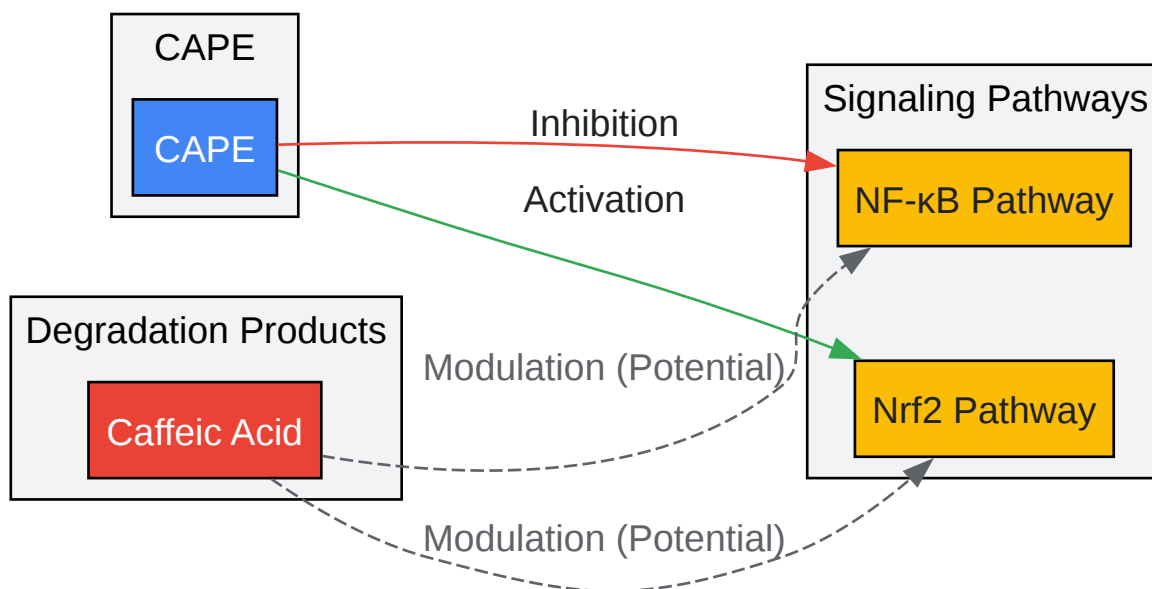 CAPE
CAPE
Inhibition
Activation
Signaling Pathways
NF-κB Pathway
Nrf2 Pathway
Degradation Products
Caffeic Acid
Modulation (Potential)
Modulation (Potential)